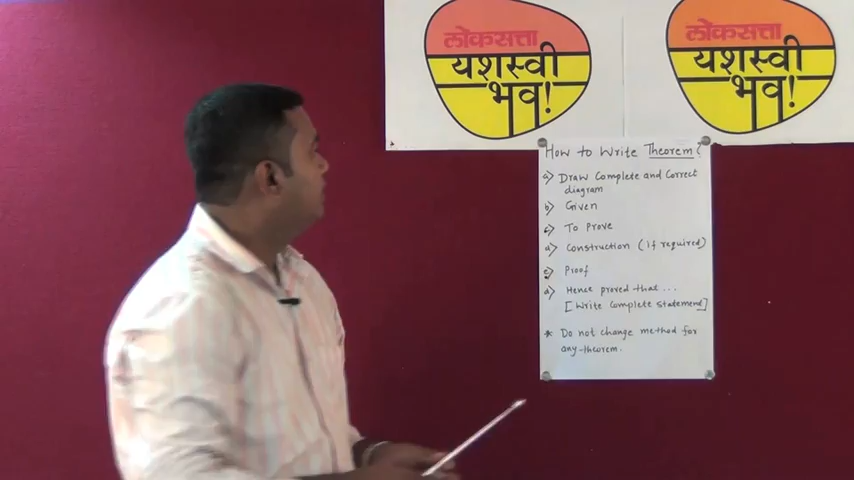 लोकसत्ता
यशस्वी
भव!
लोकसत्ता
यशस्वी
भव!
How to Write Theorem?
a> Draw Complete and Correct
diagram
b> Given
c> To Prove
d> Construction (if required)
e> Proof
d> Hence proved that...
[Write Complete statement]
* Do not change method for
any theorem.